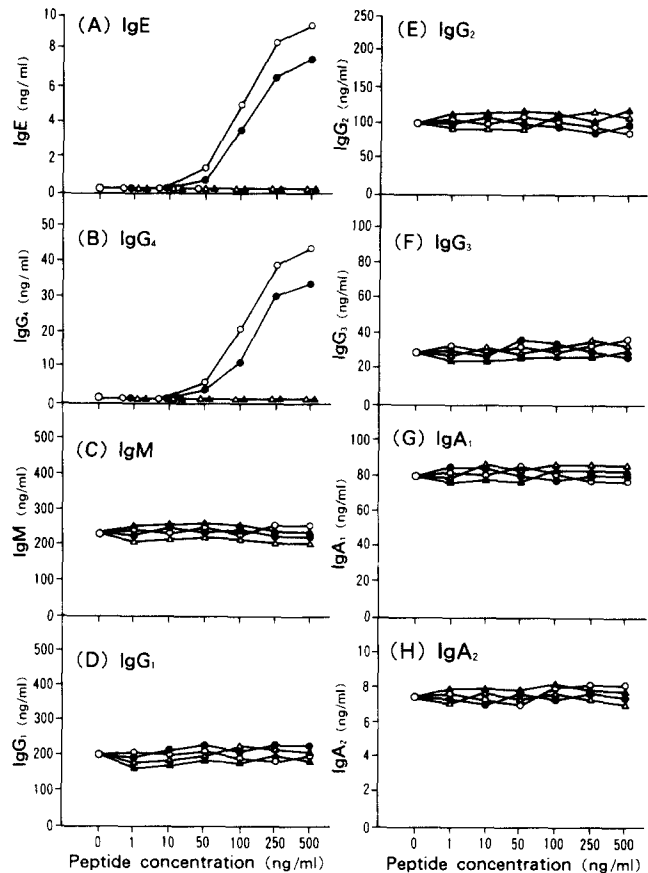 (A) IgE
IgE (ng/ml)
10
8
6
4
2
0
(B) IgG₄
IgG₄ (ng/ml)
40
30
20
10
0
(C) IgM
IgM (ng/ml)
500
400
300
200
100
0
(D) IgG₁
IgG₁ (ng/ml)
500
400
300
200
100
0
0 1 10 50 100 250 500
Peptide concentration (ng/ml)
(E) IgG₂
IgG₂ (ng/ml)
250
200
150
100
50
0
(F) IgG₃
IgG₃ (ng/ml)
80
60
40
20
0
(G) IgA₁
IgA₁ (ng/ml)
100
80
60
40
20
0
(H) IgA₂
IgA₂ (ng/ml)
10
8
6
4
2
0
0 1 10 50 100 250 500
Peptide concentration (ng/ml)